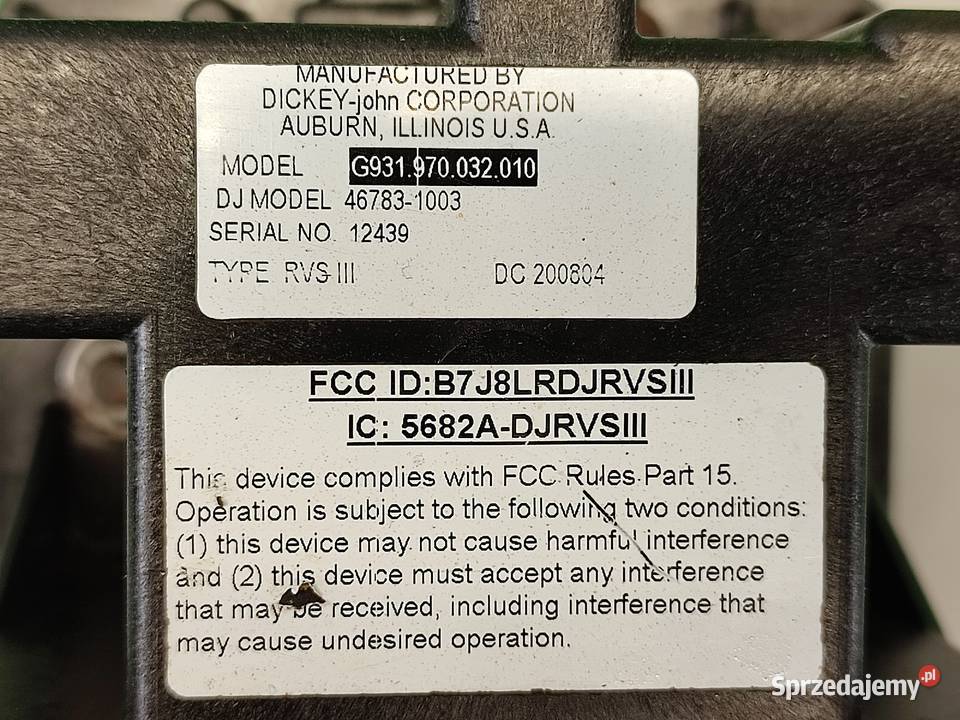 MANUFACTURED BY
DICKEY-john CORPORATION
AUBURN, ILLINOIS U.S.A.
MODEL G931.970.032.010
DJ MODEL 46783-1003
SERIAL NO. 12439
TYPE RVS III DC 200804
FCC ID:B7J8LRDJRVSIII
IC: 5682A-DJRVSIII
This device complies with FCC Rules Part 15.
Operation is subject to the following two conditions:
(1) this device may not cause harmful interference
and (2) this device must accept any interference
that may be received, including interference that
may cause undesired operation.
Sprzedajemy.pl